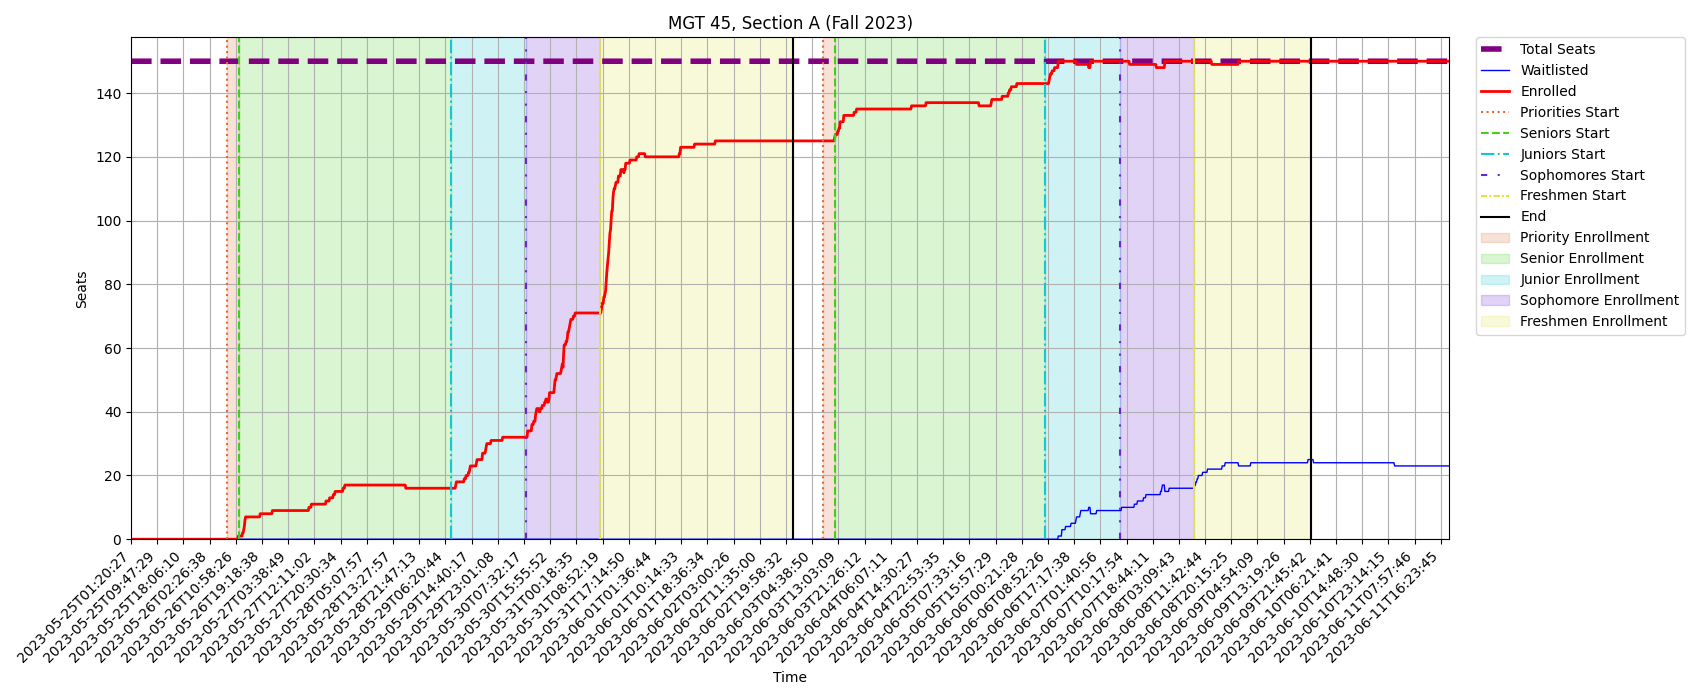 MGT 45, Section A (Fall 2023)
Seats
140
120
100
80
60
40
20
0
2023-05-25T01:20:27
2023-05-25T09:47:29
2023-05-25T18:06:10
2023-05-26T02:26:38
2023-05-26T10:58:26
2023-05-26T19:18:38
2023-05-27T03:38:49
2023-05-27T12:11:02
2023-05-27T20:30:34
2023-05-28T05:07:57
2023-05-28T13:27:57
2023-05-28T21:47:13
2023-05-29T06:20:44
2023-05-29T14:40:17
2023-05-29T23:01:08
2023-05-30T07:32:17
2023-05-30T15:55:52
2023-05-31T00:18:35
2023-05-31T08:52:19
2023-05-31T17:14:50
2023-06-01T01:36:44
2023-06-01T10:14:33
2023-06-01T18:36:34
2023-06-02T03:00:26
2023-06-02T11:35:00
2023-06-02T19:58:32
2023-06-03T04:38:50
2023-06-03T13:03:09
2023-06-03T21:26:12
2023-06-04T06:07:11
2023-06-04T14:30:27
2023-06-04T22:53:35
2023-06-05T07:33:16
2023-06-05T15:57:29
2023-06-06T00:21:28
2023-06-06T08:52:26
2023-06-06T17:17:38
2023-06-07T01:40:56
2023-06-07T10:17:54
2023-06-07T18:44:11
2023-06-08T03:09:43
2023-06-08T11:42:44
2023-06-08T20:15:25
2023-06-09T04:54:09
2023-06-09T13:19:26
2023-06-09T21:45:42
2023-06-10T06:21:41
2023-06-10T14:48:30
2023-06-10T23:14:15
2023-06-11T07:57:46
2023-06-11T16:23:45
Time
Total Seats
Waitlisted
Enrolled
Priorities Start
Seniors Start
Juniors Start
Sophomores Start
Freshmen Start
End
Priority Enrollment
Senior Enrollment
Junior Enrollment
Sophomore Enrollment
Freshmen Enrollment